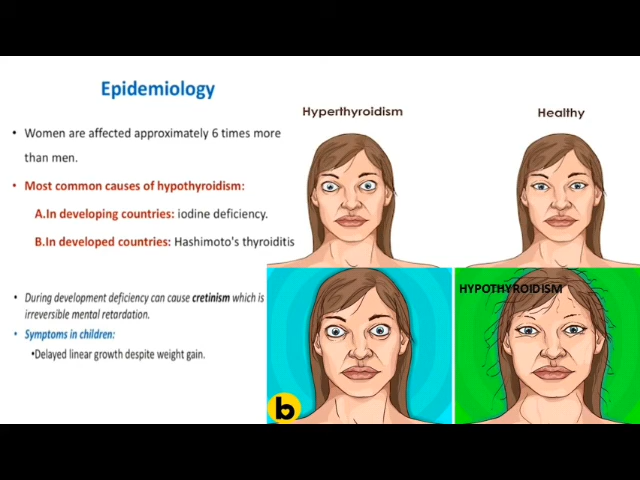 Epidemiology
• Women are affected approximately 6 times more
than men.
• Most common causes of hypothyroidism:
A.In developing countries: iodine deficiency.
B.In developed countries: Hashimoto's thyroiditis
• During development deficiency can cause cretinism which is
irreversible mental retardation.
• Symptoms in children:
•Delayed linear growth despite weight gain.
Hyperthyroidism
Healthy
HYPOTHYROIDISM
b